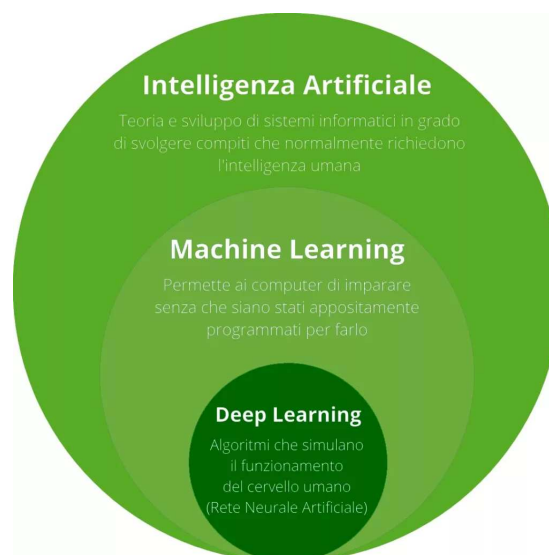 Intelligenza Artificiale
Teoria e sviluppo di sistemi informatici in grado
di svolgere compiti che normalmente richiedono
l'intelligenza umana
Machine Learning
Permette ai computer di imparare
senza che siano stati appositamente
programmati per farlo
Deep Learning
Algoritmi che simulano
il funzionamento
del cervello umano
(Rete Neurale Artificiale)